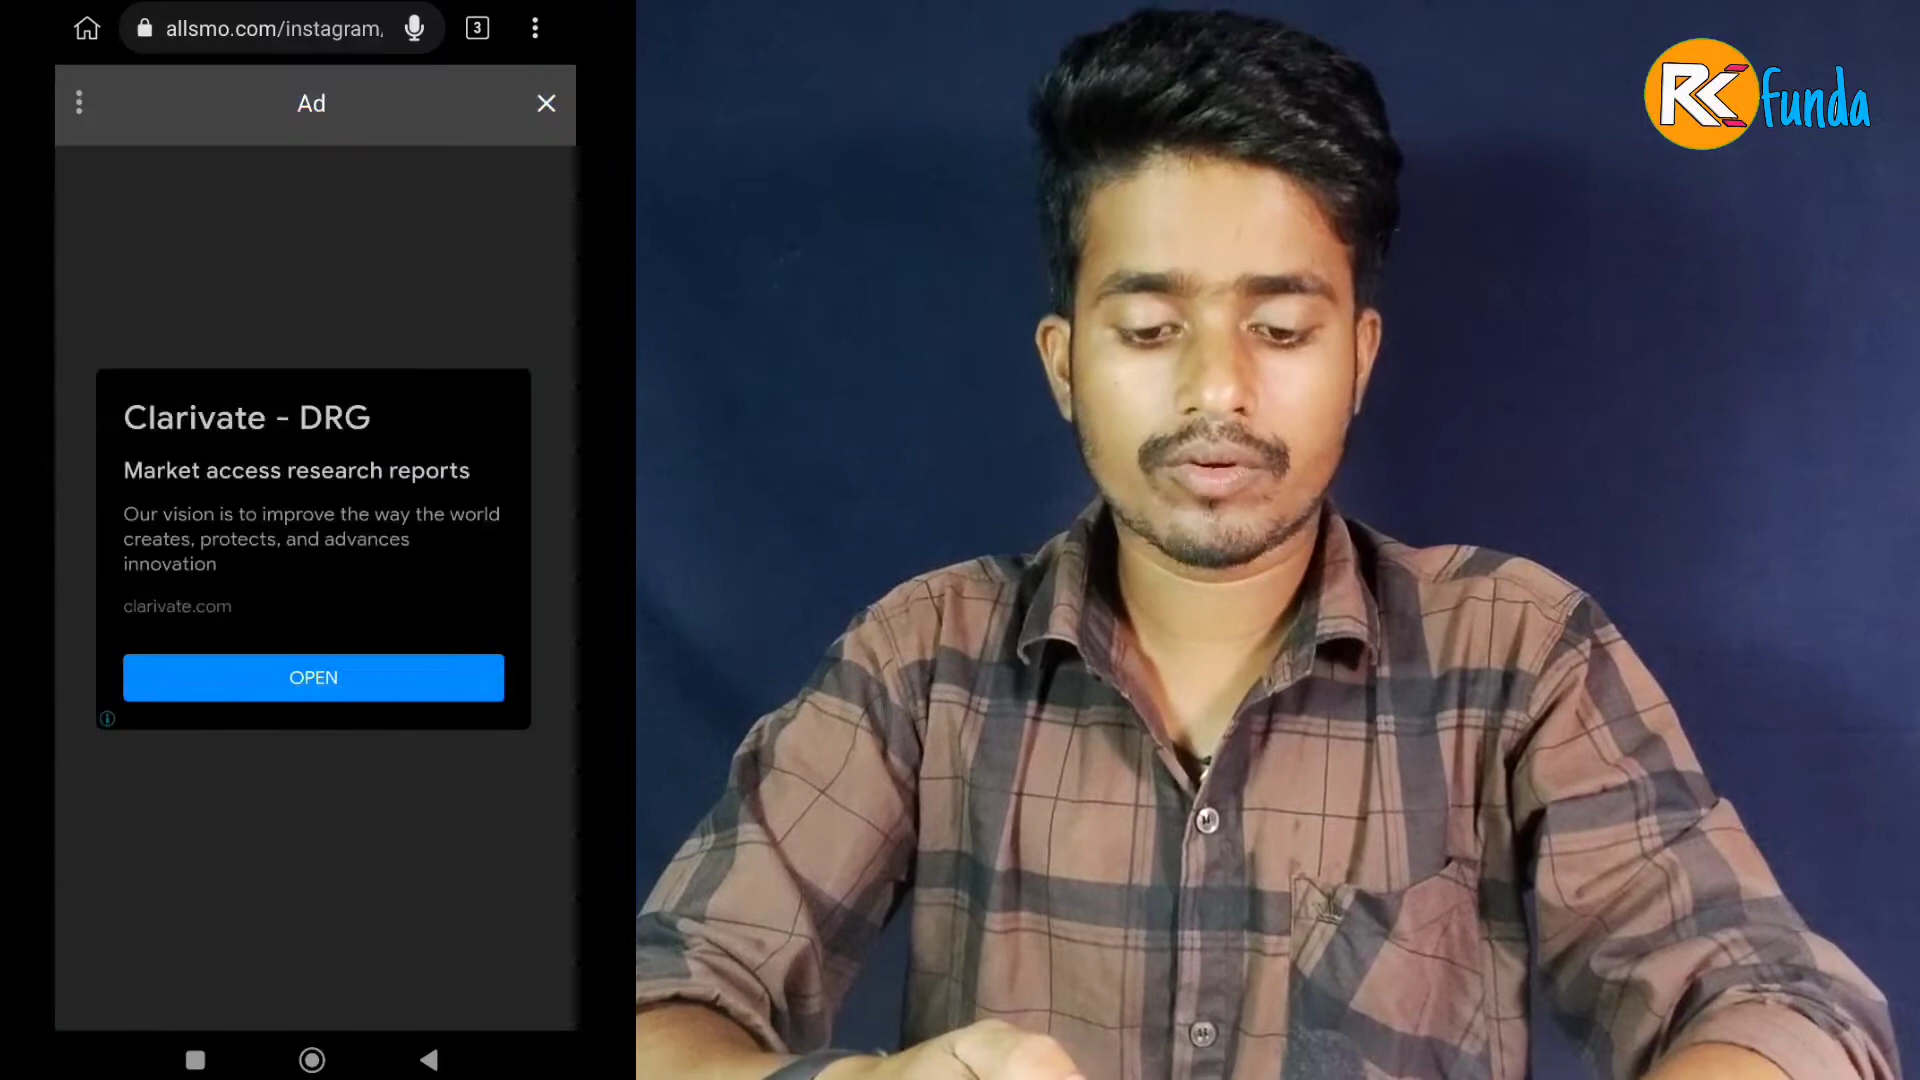 allsmo.com/instagram,
3
Ad
Clarivate - DRG
Market access research reports
Our vision is to improve the way the world
creates, protects, and advances
innovation
clarivate.com
OPEN
RK funda